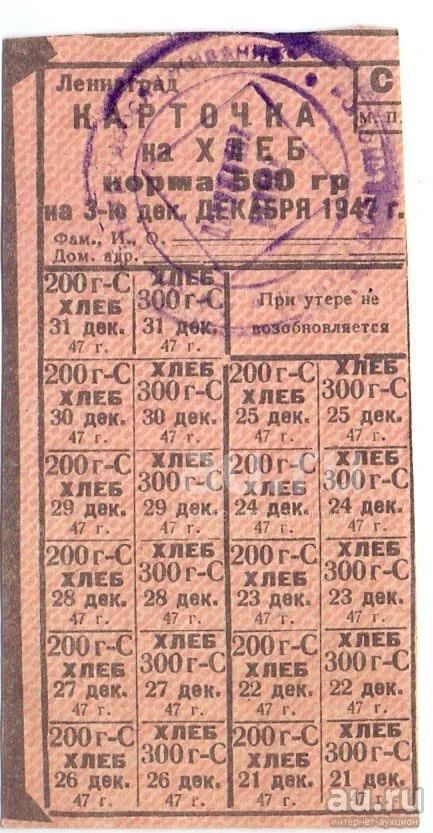 Ленинград
С
КАРТОЧКА
М. П.
на ХЛЕБ
норма 500 гр
на 3-ю дек. ДЕКАБРЯ 1947 г.
Фам., И., О.
Дом. адр.
200 г-С ХЛЕБ 31 дек. 47 г.
ХЛЕБ 300 г-С 31 дек. 47 г.
При утере не
возобновляется
200 г-С ХЛЕБ 30 дек. 47 г.
ХЛЕБ 300 г-С 30 дек. 47 г.
200 г-С ХЛЕБ 25 дек. 47 г.
ХЛЕБ 300 г-С 25 дек. 47 г.
200 г-С ХЛЕБ 29 дек. 47 г.
ХЛЕБ 300 г-С 29 дек. 47 г.
200 г-С ХЛЕБ 24 дек. 47 г.
ХЛЕБ 300 г-С 24 дек. 47 г.
200 г-С ХЛЕБ 28 дек. 47 г.
ХЛЕБ 300 г-С 28 дек. 47 г.
200 г-С ХЛЕБ 23 дек. 47 г.
ХЛЕБ 300 г-С 23 дек. 47 г.
200 г-С ХЛЕБ 27 дек. 47 г.
ХЛЕБ 300 г-С 27 дек. 47 г.
200 г-С ХЛЕБ 22 дек. 47 г.
ХЛЕБ 300 г-С 22 дек. 47 г.
200 г-С ХЛЕБ 26 дек. 47 г.
ХЛЕБ 300 г-С 26 дек. 47 г.
200 г-С ХЛЕБ 21 дек. 47 г.
ХЛЕБ 300 г-С 21 дек. 47 г.
au.ru
интернет-аукцион